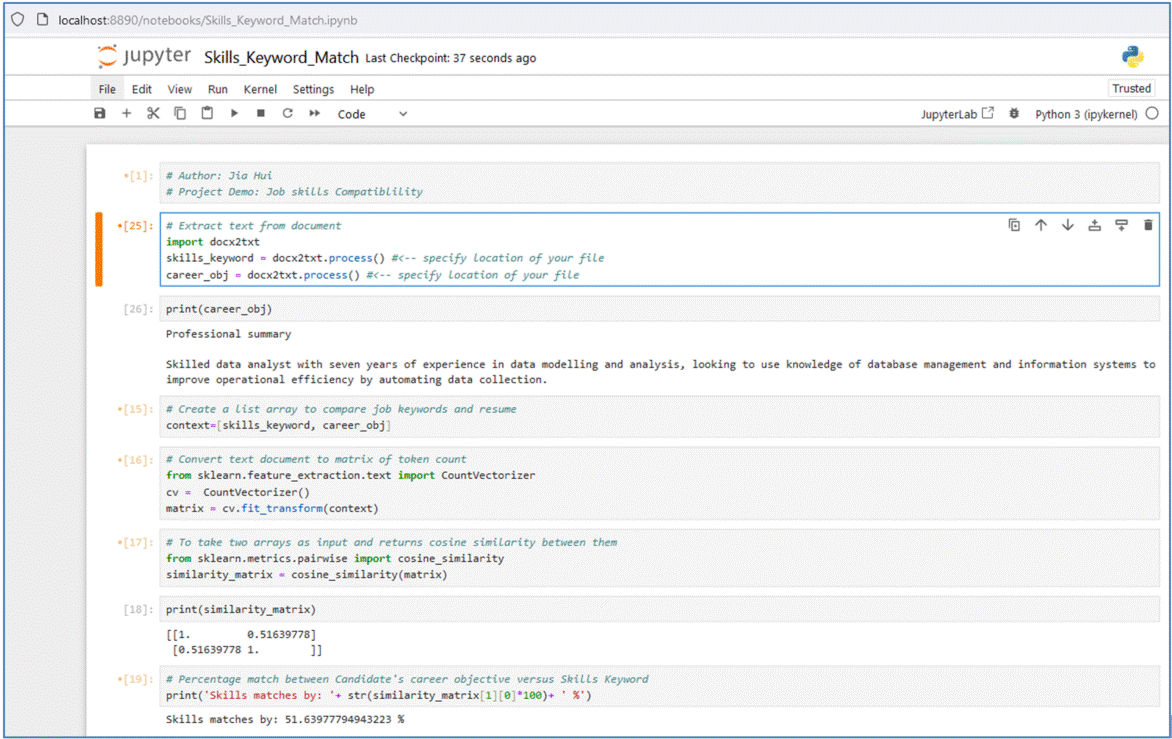 localhost:8890/notebooks/Skills_Keyword_Match.ipynb
jupyter Skills_Keyword_Match Last Checkpoint: 37 seconds ago
File Edit View Run Kernel Settings Help Trusted
Code JupyterLab Python 3 (ipykernel)
•[1]: # Author: Jia Hui
# Project Demo: Job skills Compatiblility
•[25]: # Extract text from document
import docx2txt
skills_keyword = docx2txt.process() #<-- specify location of your file
career_obj = docx2txt.process() #<-- specify location of your file
[26]: print(career_obj)
Professional summary
Skilled data analyst with seven years of experience in data modelling and analysis, looking to use knowledge of database management and information systems to
improve operational efficiency by automating data collection.
•[15]: # Create a list array to compare job keywords and resume
context=[skills_keyword, career_obj]
•[16]: # Convert text document to matrix of token count
from sklearn.feature_extraction.text import CountVectorizer
cv =  CountVectorizer()
matrix = cv.fit_transform(context)
•[17]: # To take two arrays as input and returns cosine similarity between them
from sklearn.metrics.pairwise import cosine_similarity
similarity_matrix = cosine_similarity(matrix)
[18]: print(similarity_matrix)
[[1.         0.51639778]
[0.51639778 1.        ]]
•[19]: # Percentage match between Candidate's career objective versus Skills Keyword
print('Skills matches by: '+ str(similarity_matrix[1][0]*100)+ ' %')
Skills matches by: 51.63977794943223 %